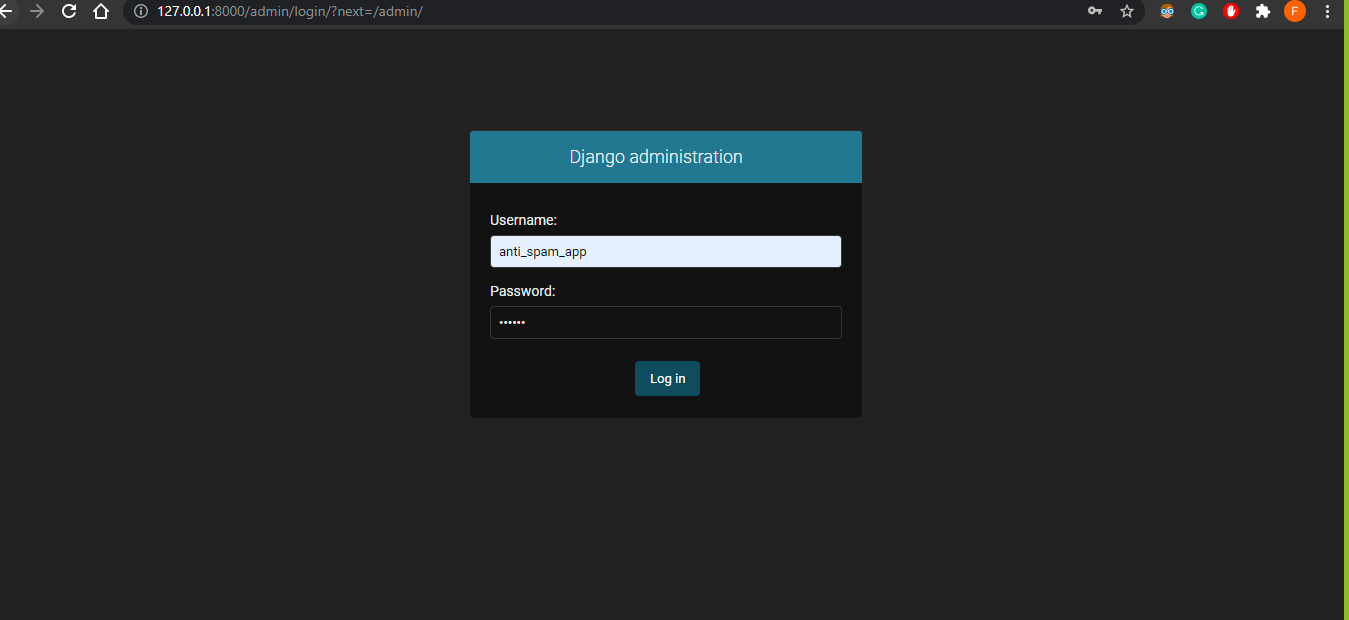 127.0.0.1:8000/admin/login/?next=/admin/
F
Django administration
Username:
anti_spam_app
Password:
••••••
Log in